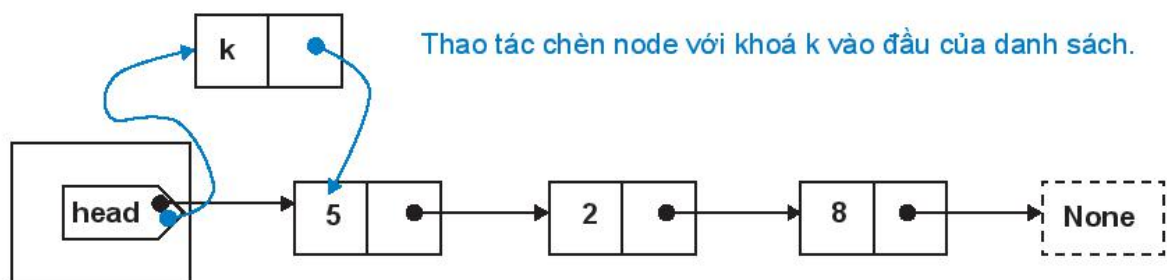 k
Thao tác chèn node với khoá k vào đầu của danh sách.
head
5
2
8
None